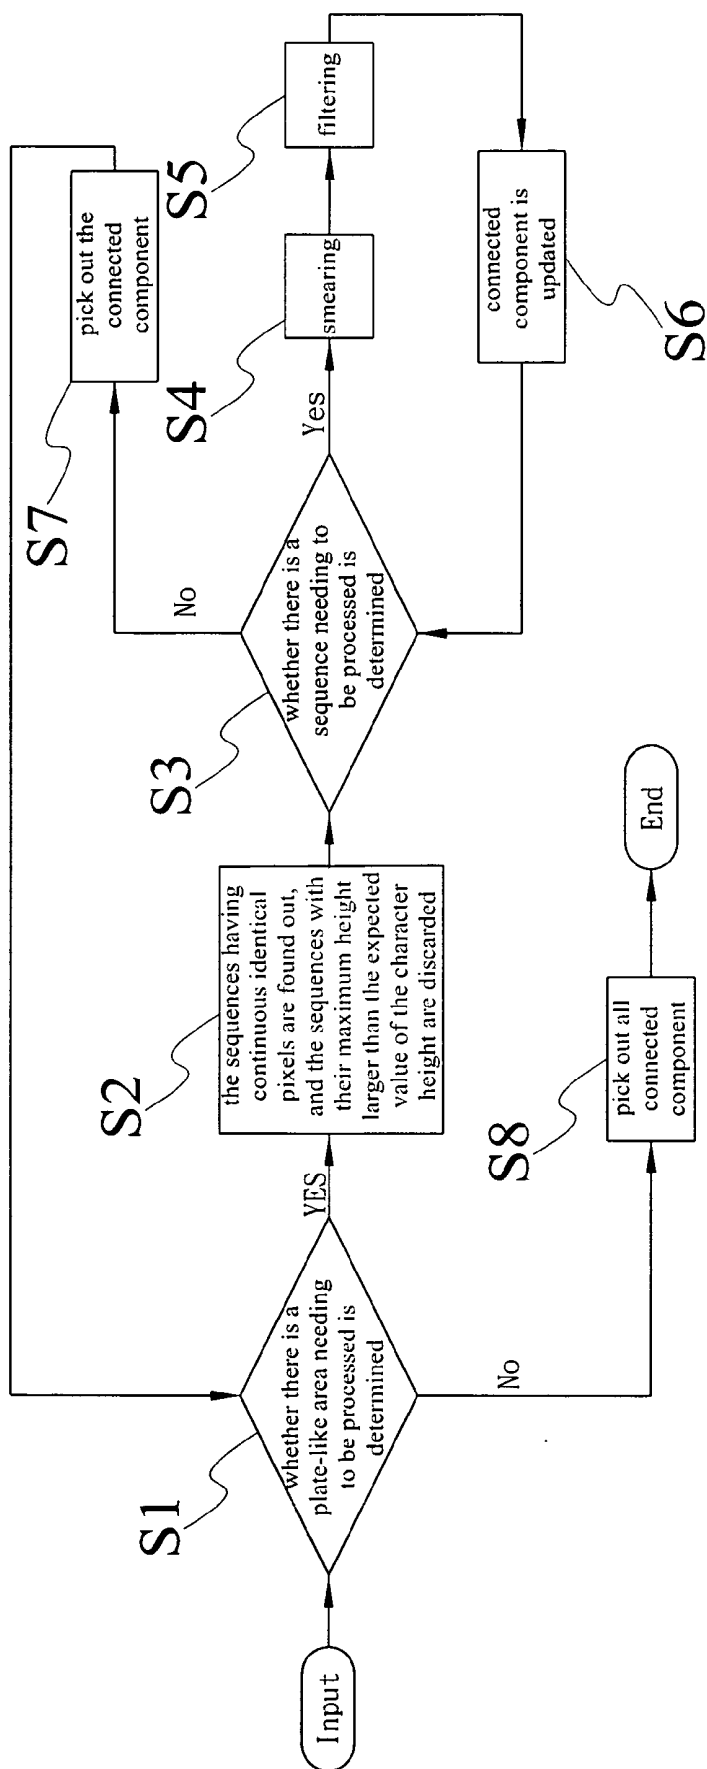 Input
S1
whether there is a
plate-like area needing
to be processed is
determined
YES
No
S2
the sequences having
continuous identical
pixels are found out,
and the sequences with
their maximum height
larger than the expected
value of the character
height are discarded
S3
whether there is a
sequence needing to
be processed is
determined
Yes
No
S4
smearing
S5
filtering
S6
connected
component is
updated
S7
pick out the
connected
component
S8
pick out all
connected
component
End